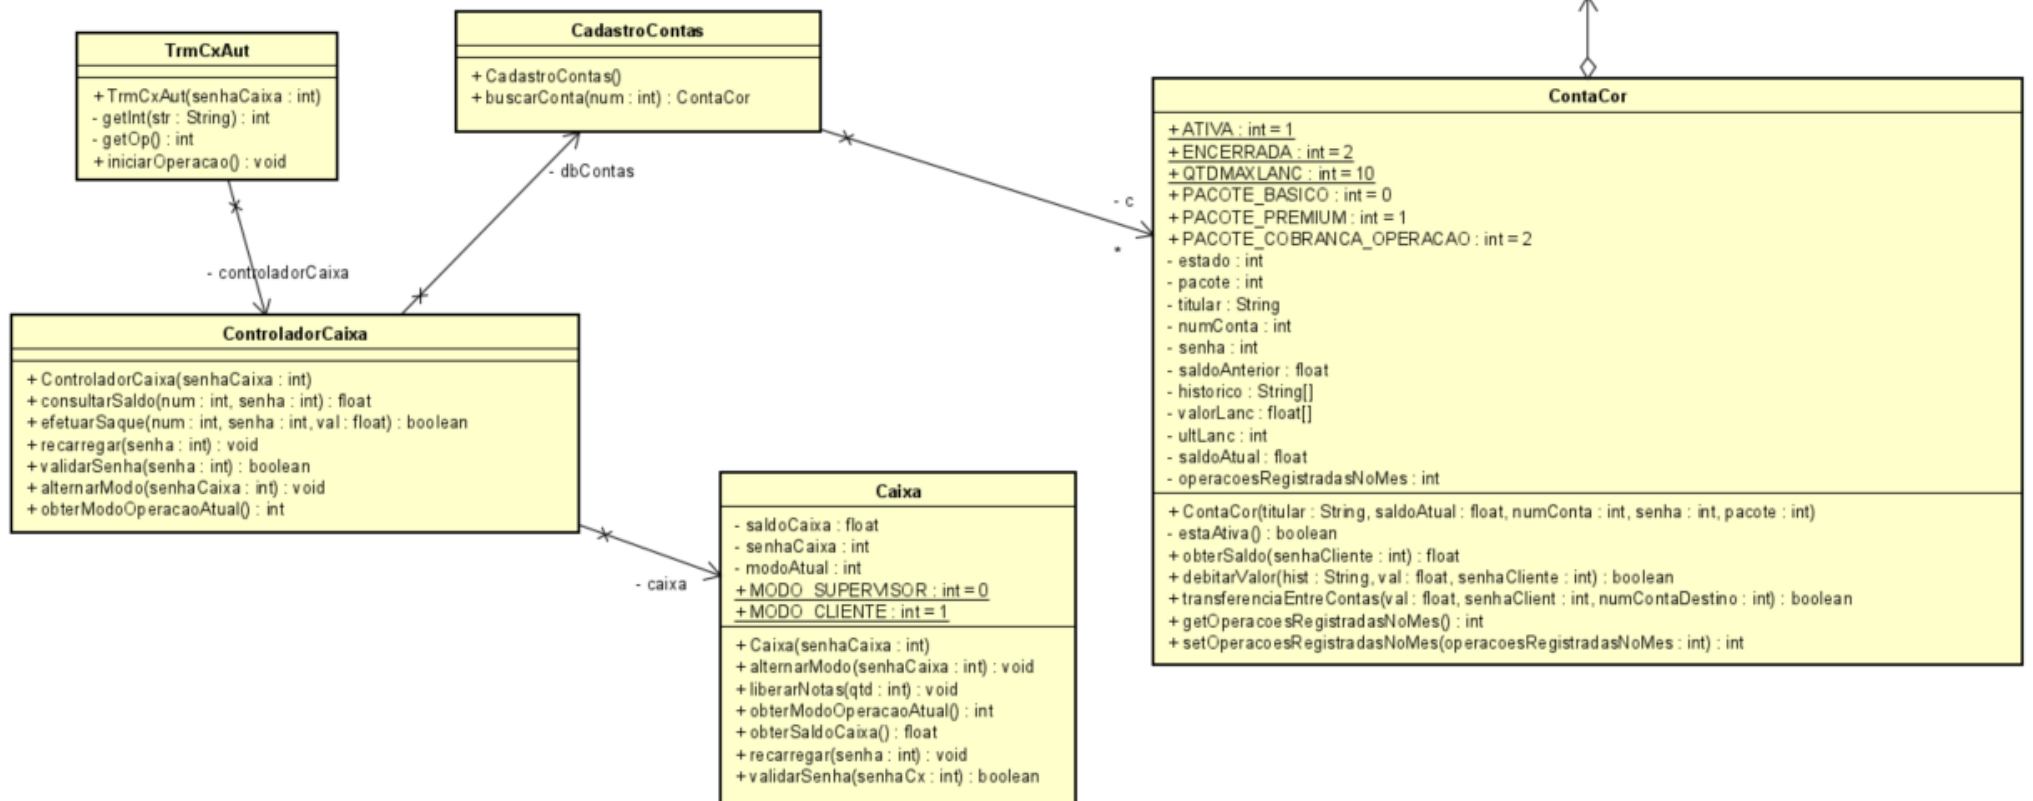 TrmCxAut
+ TrmCxAut(senhaCaixa : int)
- getInt(str : String) : int
- getOp() : int
+ iniciarOperacao() : void
CadastroContas
+ CadastroContas()
+ buscarConta(num : int) : ContaCor
- dbContas
- c
*
- controladorCaixa
ControladorCaixa
+ ControladorCaixa(senhaCaixa : int)
+ consultarSaldo(num : int, senha : int) : float
+ efetuarSaque(num : int, senha : int, val : float) : boolean
+ recarregar(senha : int) : void
+ validarSenha(senha : int) : boolean
+ alternarModo(senhaCaixa : int) : void
+ obterModoOperacaoAtual() : int
- caixa
Caixa
- saldoCaixa : float
- senhaCaixa : int
- modoAtual : int
+ MODO_SUPERVISOR : int = 0
+ MODO_CLIENTE : int = 1
+ Caixa(senhaCaixa : int)
+ alternarModo(senhaCaixa : int) : void
+ liberarNotas(qtd : int) : void
+ obterModoOperacaoAtual() : int
+ obterSaldoCaixa() : float
+ recarregar(senha : int) : void
+ validarSenha(senhaCx : int) : boolean
ContaCor
+ ATIVA : int = 1
+ ENCERRADA : int = 2
+ QTDMAXLANC : int = 10
+ PACOTE_BASICO : int = 0
+ PACOTE_PREMIUM : int = 1
+ PACOTE_COBRANCA_OPERACAO : int = 2
- estado : int
- pacote : int
- titular : String
- numConta : int
- senha : int
- saldoAnterior : float
- historico : String[]
- valorLanc : float[]
- ultLanc : int
- saldoAtual : float
- operacoesRegistradasNoMes : int
+ ContaCor(titular : String, saldoAtual : float, numConta : int, senha : int, pacote : int)
- estaAtiva() : boolean
+ obterSaldo(senhaCliente : int) : float
+ debitarValor(hist : String, val : float, senhaCliente : int) : boolean
+ transferenciaEntreContas(val : float, senhaClient : int, numContaDestino : int) : boolean
+ getOperacoesRegistradasNoMes() : int
+ setOperacoesRegistradasNoMes(operacoesRegistradasNoMes : int) : int